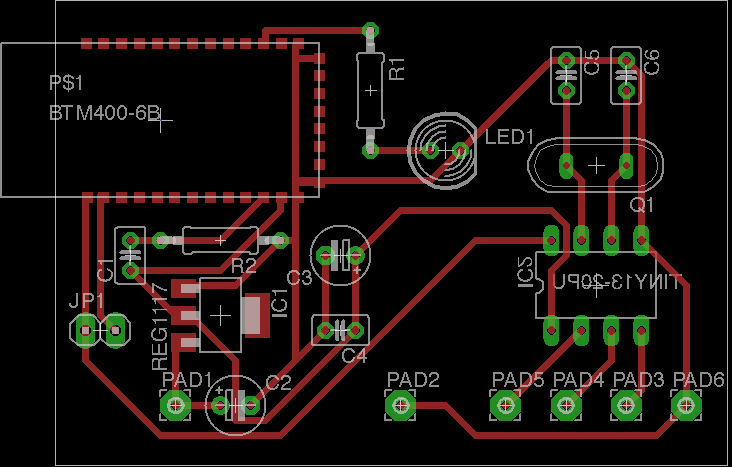 P$1
BTM400-6B
R1
C5
C6
LED1
Q1
R2
C1
C3
IC2
TINY13-20PU
JP1
REG1117
IC1
C4
PAD1
C2
PAD2
PAD5
PAD4
PAD3
PAD6
+
+